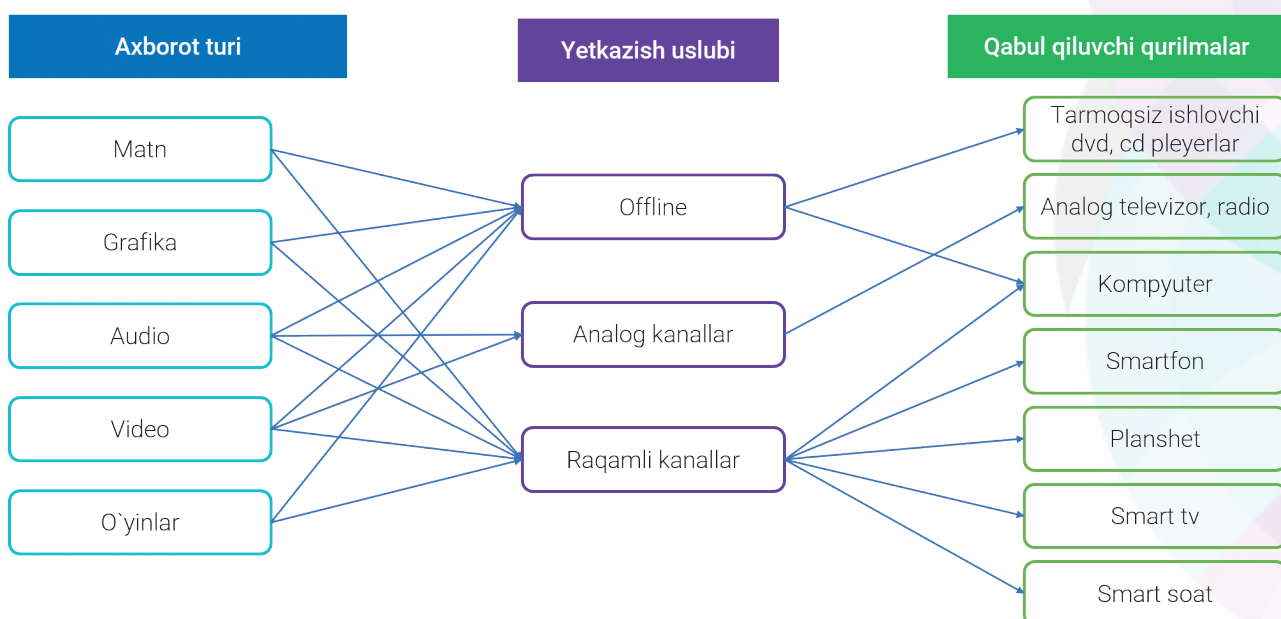 Axborot turi
Yetkazish uslubi
Qabul qiluvchi qurilmalar
Matn
Grafika
Audio
Video
O`yinlar
Offline
Analog kanallar
Raqamli kanallar
Tarmoqsiz ishlovchi
dvd, cd pleyerlar
Analog televizor, radio
Kompyuter
Smartfon
Planshet
Smart tv
Smart soat